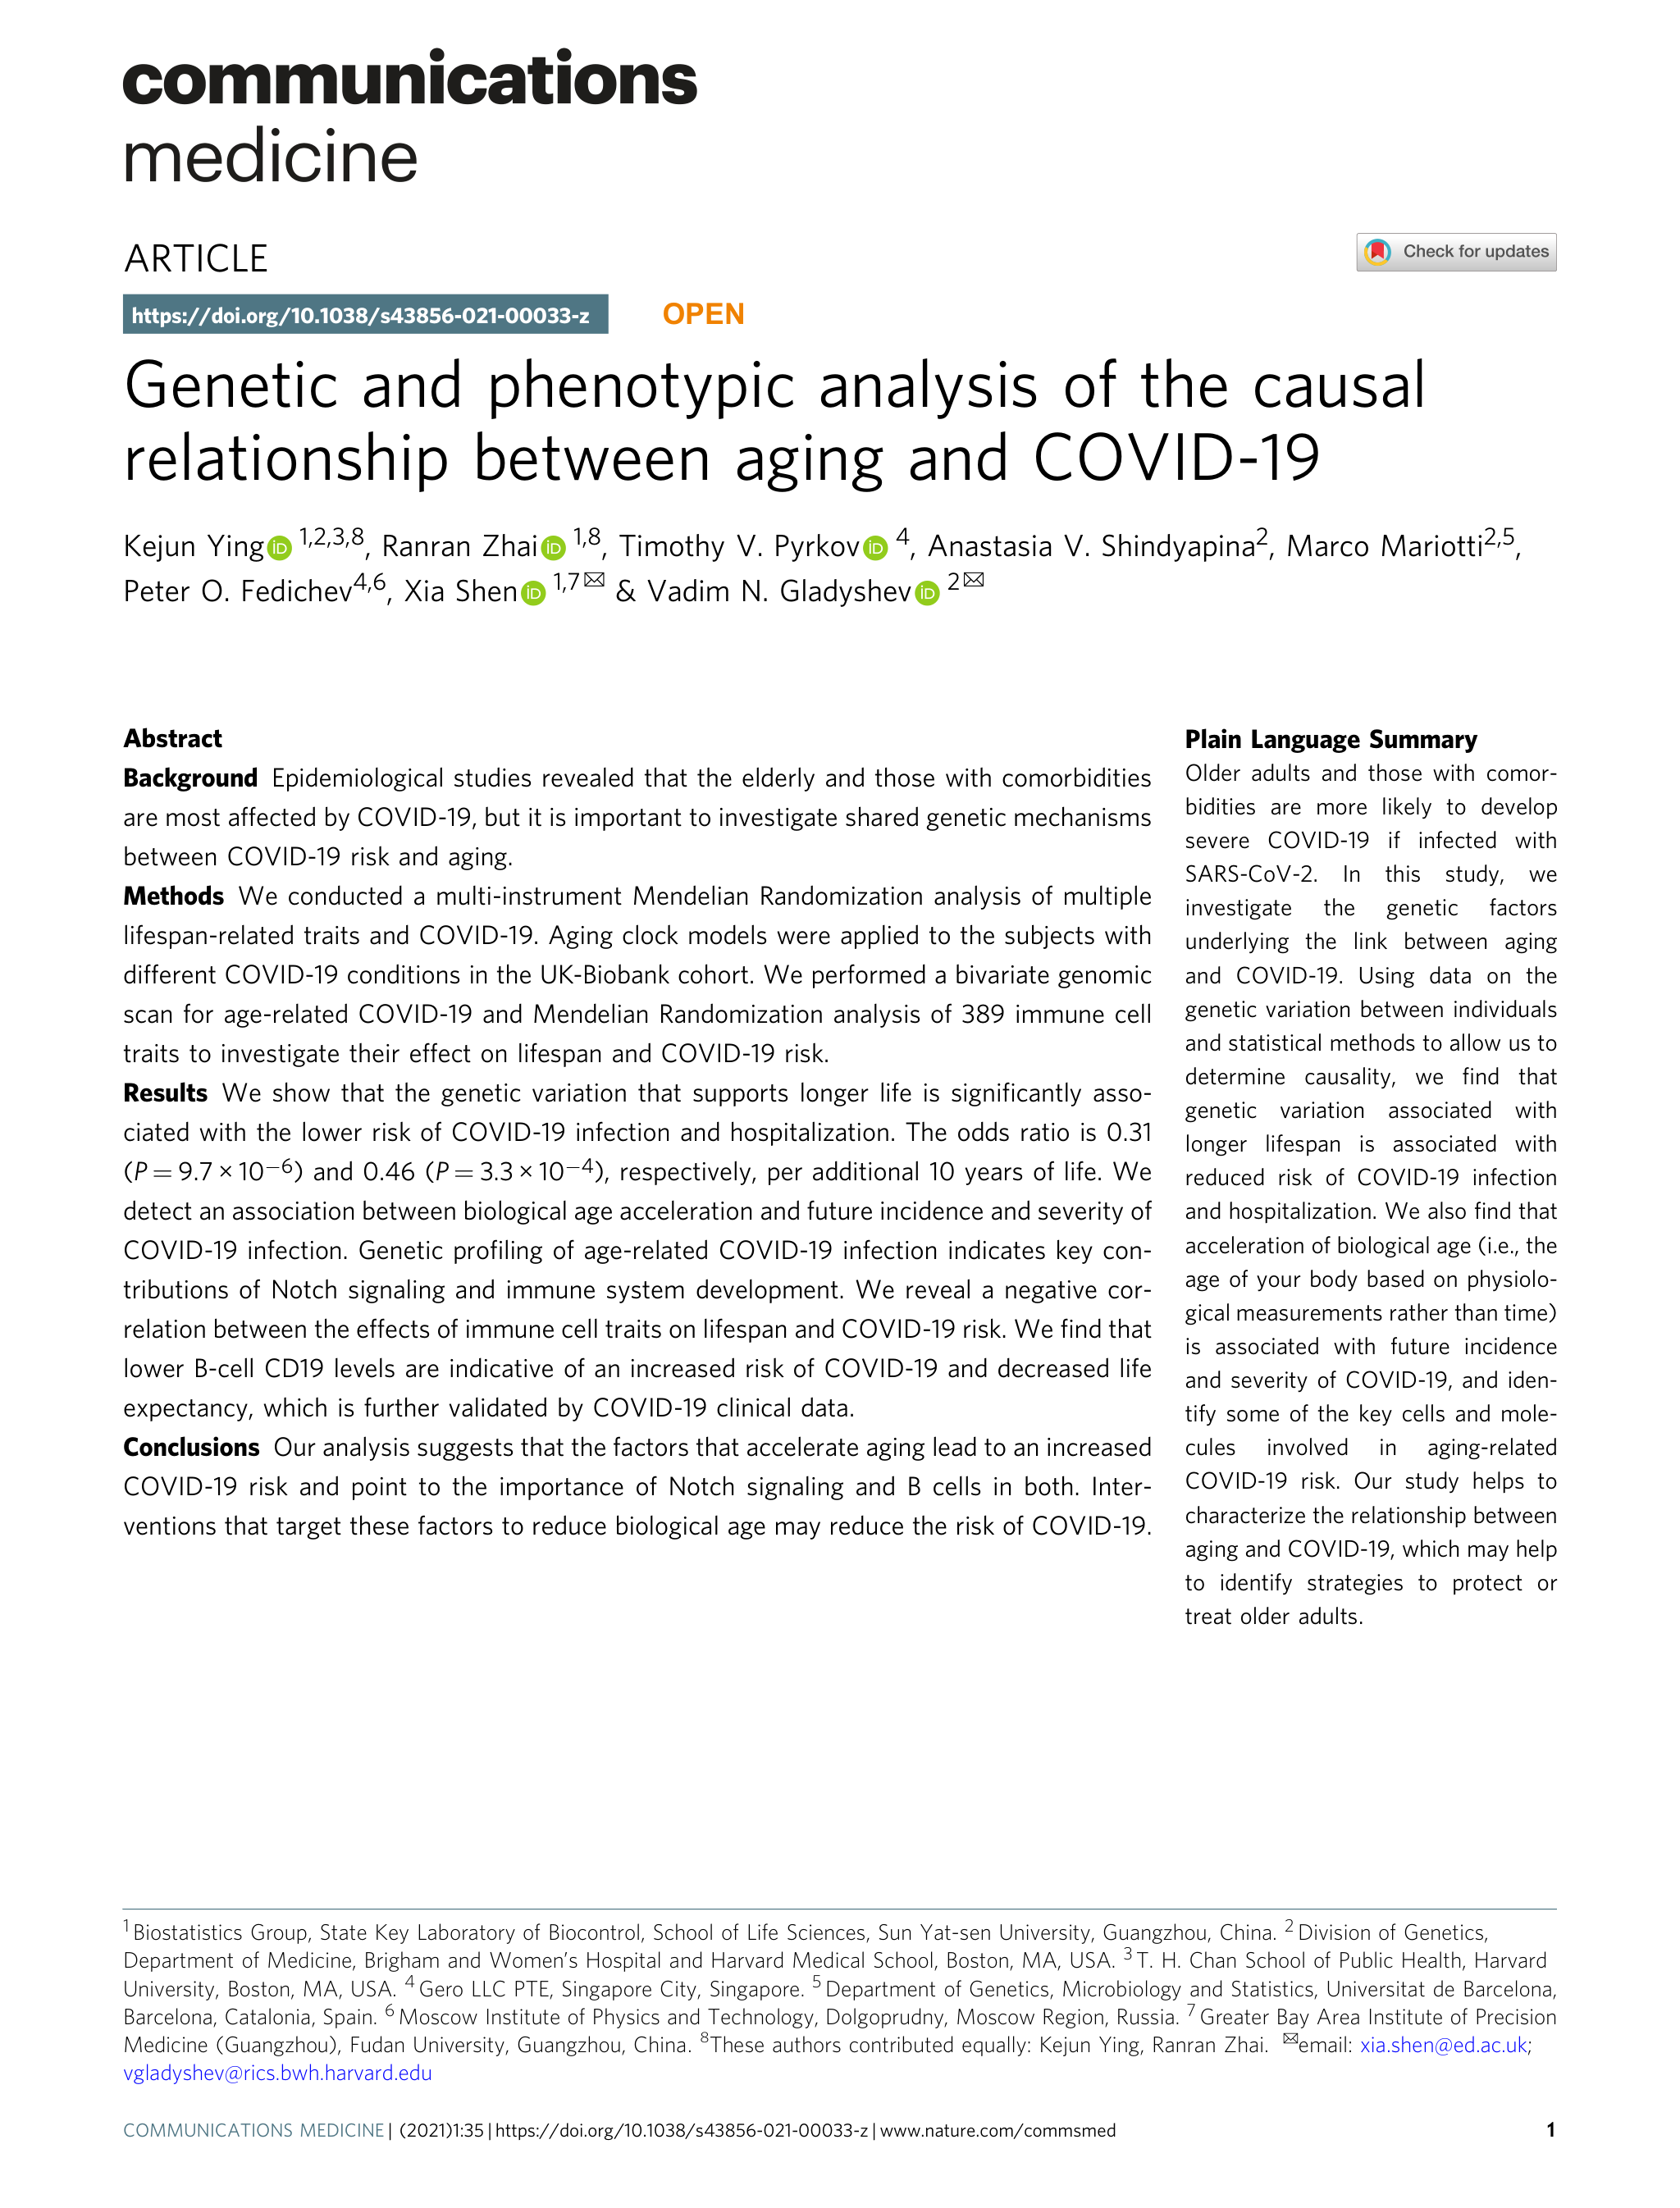 communications
medicine
ARTICLE
Check for updates
https://doi.org/10.1038/s43856-021-00033-z
OPEN
Genetic and phenotypic analysis of the causal
relationship between aging and COVID-19
Kejun Ying iD 1,2,3,8, Ranran Zhai iD 1,8, Timothy V. Pyrkov iD 4, Anastasia V. Shindyapina2, Marco Mariotti2,5,
Peter O. Fedichev4,6, Xia Shen iD 1,7✉ & Vadim N. Gladyshev iD 2✉
Abstract
Background Epidemiological studies revealed that the elderly and those with comorbidities
are most affected by COVID-19, but it is important to investigate shared genetic mechanisms
between COVID-19 risk and aging.
Methods We conducted a multi-instrument Mendelian Randomization analysis of multiple
lifespan-related traits and COVID-19. Aging clock models were applied to the subjects with
different COVID-19 conditions in the UK-Biobank cohort. We performed a bivariate genomic
scan for age-related COVID-19 and Mendelian Randomization analysis of 389 immune cell
traits to investigate their effect on lifespan and COVID-19 risk.
Results We show that the genetic variation that supports longer life is significantly asso-
ciated with the lower risk of COVID-19 infection and hospitalization. The odds ratio is 0.31
(P = 9.7 × 10−6) and 0.46 (P = 3.3 × 10−4), respectively, per additional 10 years of life. We
detect an association between biological age acceleration and future incidence and severity of
COVID-19 infection. Genetic profiling of age-related COVID-19 infection indicates key con-
tributions of Notch signaling and immune system development. We reveal a negative cor-
relation between the effects of immune cell traits on lifespan and COVID-19 risk. We find that
lower B-cell CD19 levels are indicative of an increased risk of COVID-19 and decreased life
expectancy, which is further validated by COVID-19 clinical data.
Conclusions Our analysis suggests that the factors that accelerate aging lead to an increased
COVID-19 risk and point to the importance of Notch signaling and B cells in both. Inter-
ventions that target these factors to reduce biological age may reduce the risk of COVID-19.
Plain Language Summary
Older adults and those with comor-
bidities are more likely to develop
severe COVID-19 if infected with
SARS-CoV-2. In this study, we
investigate the genetic factors
underlying the link between aging
and COVID-19. Using data on the
genetic variation between individuals
and statistical methods to allow us to
determine causality, we find that
genetic variation associated with
longer lifespan is associated with
reduced risk of COVID-19 infection
and hospitalization. We also find that
acceleration of biological age (i.e., the
age of your body based on physiolo-
gical measurements rather than time)
is associated with future incidence
and severity of COVID-19, and iden-
tify some of the key cells and mole-
cules involved in aging-related
COVID-19 risk. Our study helps to
characterize the relationship between
aging and COVID-19, which may help
to identify strategies to protect or
treat older adults.
1 Biostatistics Group, State Key Laboratory of Biocontrol, School of Life Sciences, Sun Yat-sen University, Guangzhou, China. 2 Division of Genetics,
Department of Medicine, Brigham and Women's Hospital and Harvard Medical School, Boston, MA, USA. 3 T. H. Chan School of Public Health, Harvard
University, Boston, MA, USA. 4 Gero LLC PTE, Singapore City, Singapore. 5 Department of Genetics, Microbiology and Statistics, Universitat de Barcelona,
Barcelona, Catalonia, Spain. 6 Moscow Institute of Physics and Technology, Dolgoprudny, Moscow Region, Russia. 7 Greater Bay Area Institute of Precision
Medicine (Guangzhou), Fudan University, Guangzhou, China. 8These authors contributed equally: Kejun Ying, Ranran Zhai. ✉email: xia.shen@ed.ac.uk;
vgladyshev@rics.bwh.harvard.edu
COMMUNICATIONS MEDICINE | (2021)1:35 | https://doi.org/10.1038/s43856-021-00033-z | www.nature.com/commsmed
1